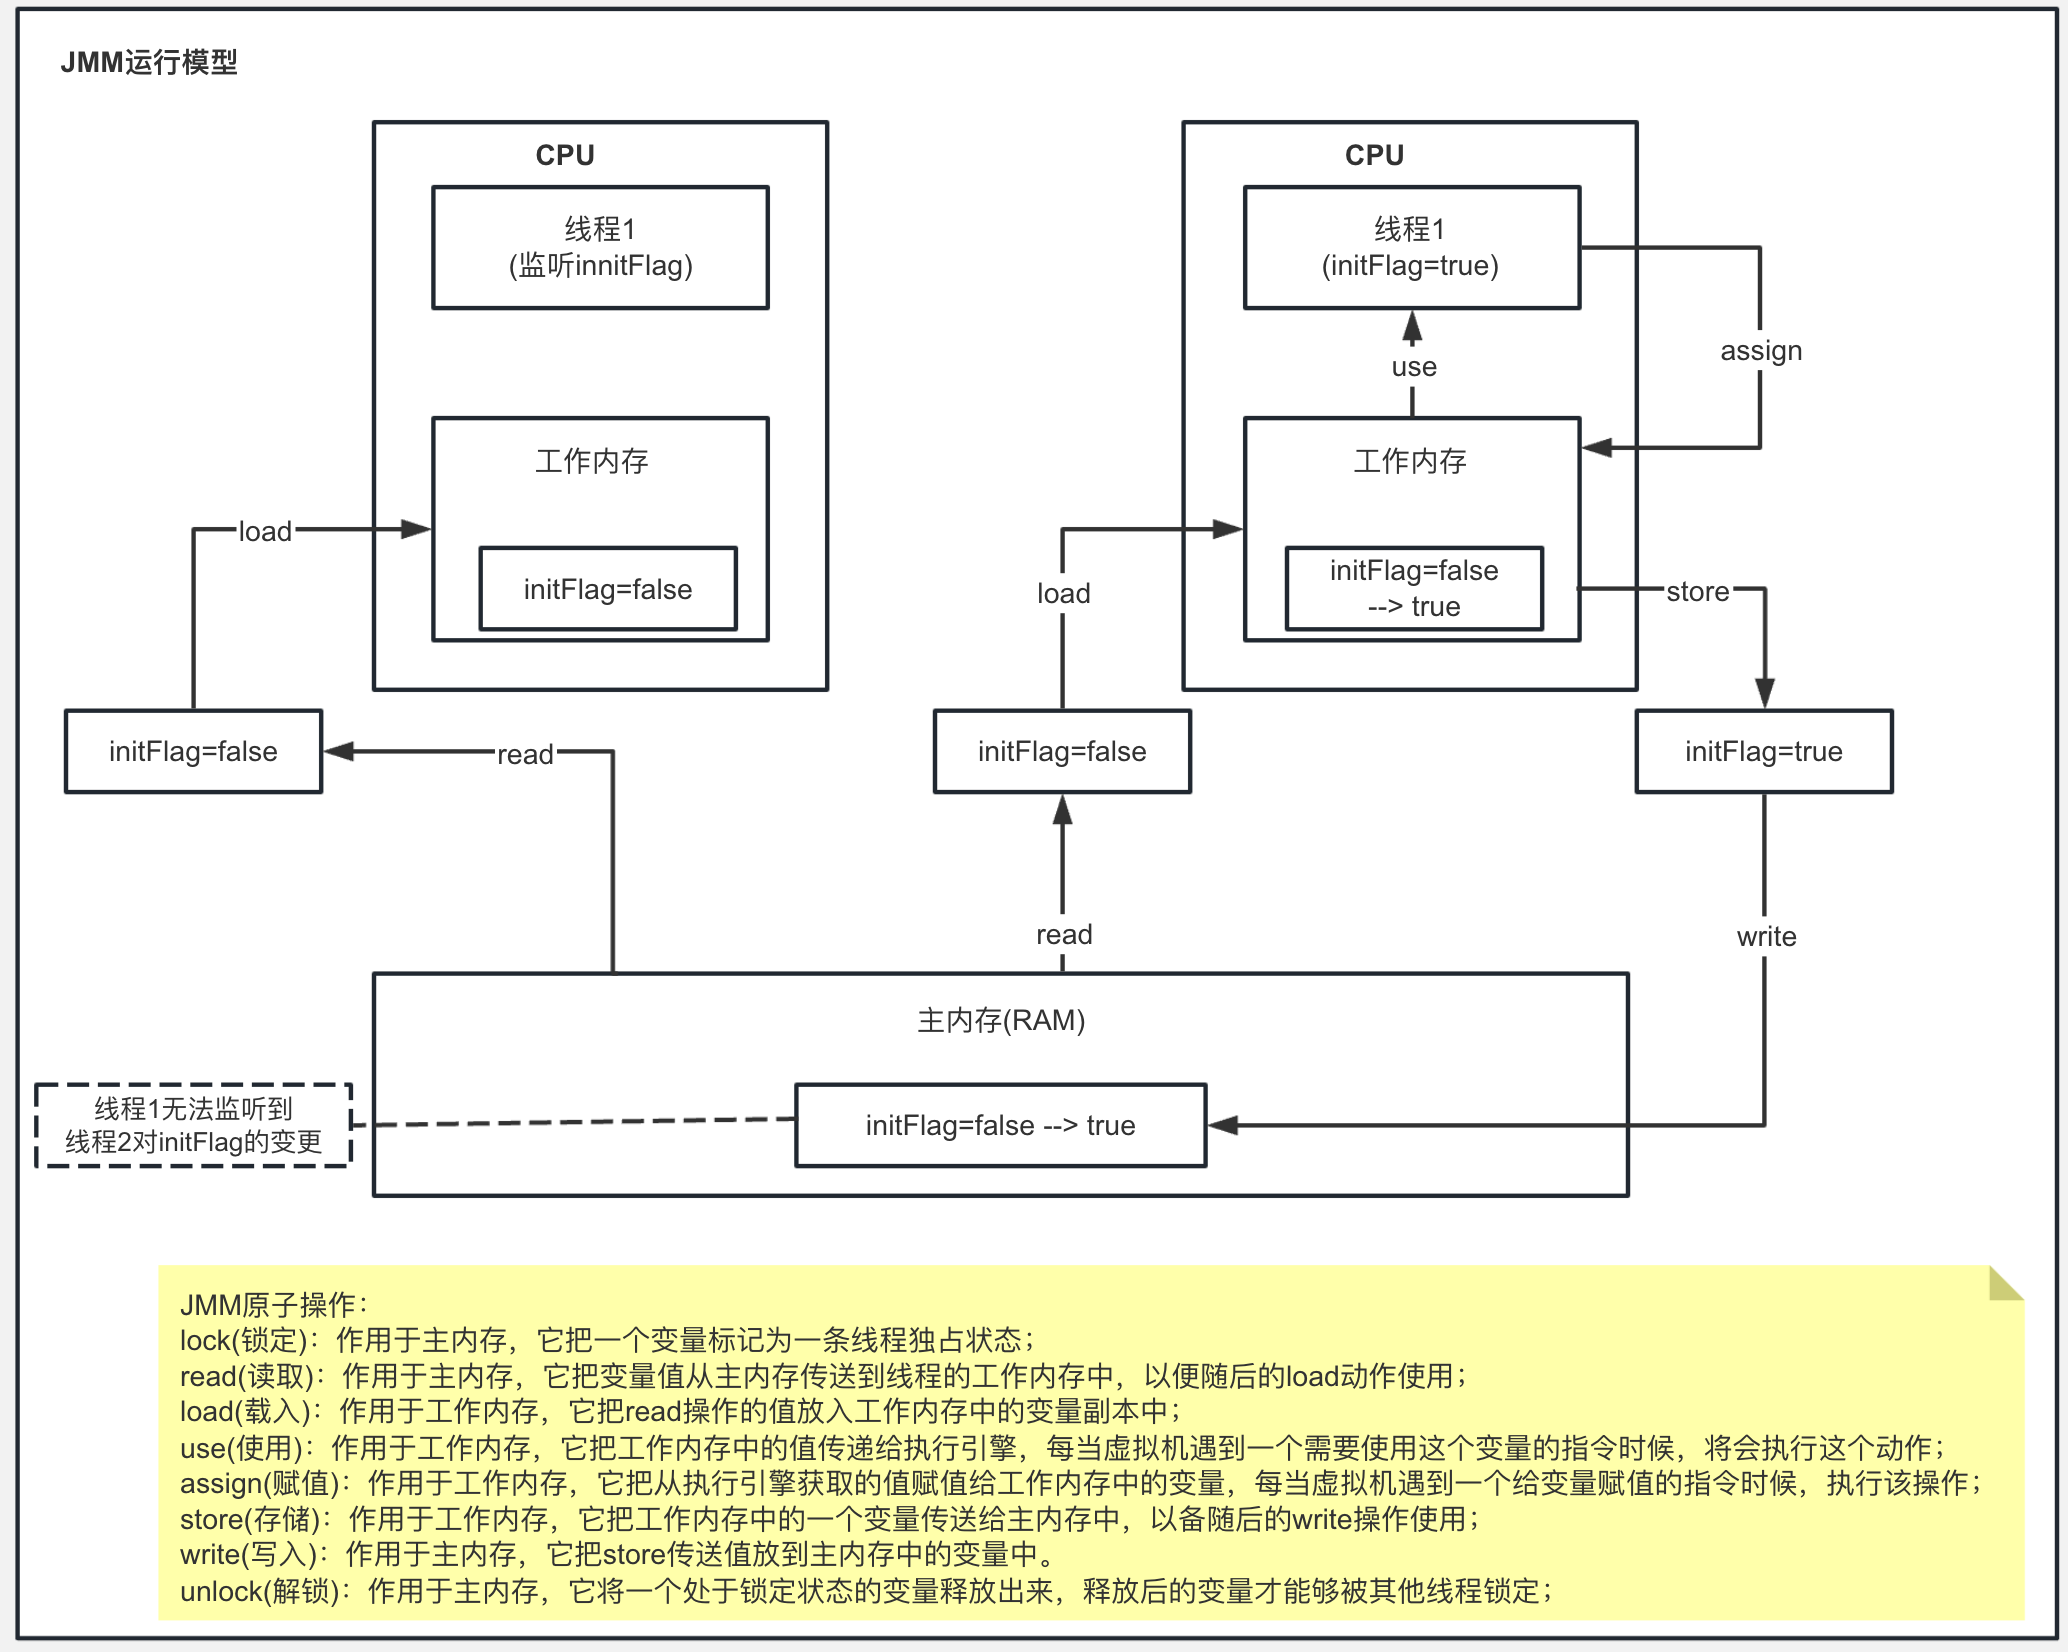 JMM运行模型
CPU
线程1
(监听innitFlag)
工作内存
initFlag=false
load
initFlag=false
read
CPU
线程1
(initFlag=true)
use
assign
工作内存
initFlag=false
--> true
load
store
initFlag=false
initFlag=true
read
write
主内存(RAM)
initFlag=false --> true
线程1无法监听到
线程2对initFlag的变更
JMM原子操作：
lock(锁定)：作用于主内存，它把一个变量标记为一条线程独占状态；
read(读取)：作用于主内存，它把变量值从主内存传送到线程的工作内存中，以便随后的load动作使用；
load(载入)：作用于工作内存，它把read操作的值放入工作内存中的变量副本中；
use(使用)：作用于工作内存，它把工作内存中的值传递给执行引擎，每当虚拟机遇到一个需要使用这个变量的指令时候，将会执行这个动作；
assign(赋值)：作用于工作内存，它把从执行引擎获取的值赋值给工作内存中的变量，每当虚拟机遇到一个给变量赋值的指令时候，执行该操作；
store(存储)：作用于工作内存，它把工作内存中的一个变量传送给主内存中，以备随后的write操作使用；
write(写入)：作用于主内存，它把store传送值放到主内存中的变量中。
unlock(解锁)：作用于主内存，它将一个处于锁定状态的变量释放出来，释放后的变量才能够被其他线程锁定；